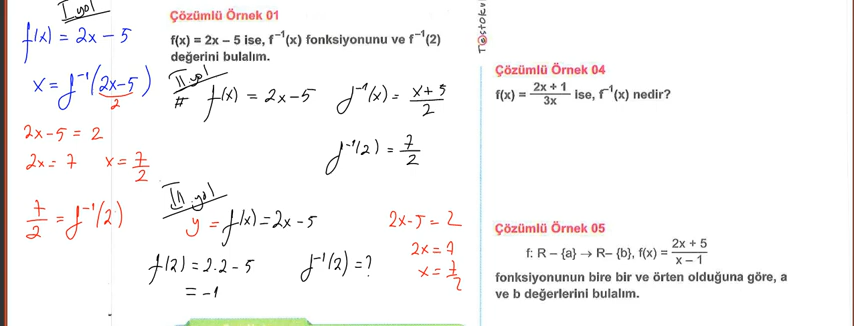 I yol
f(x) = 2x - 5
x = f⁻¹(2x-5)
2
2x-5 = 2
2x = 7 x = 7/2
7/2 = f⁻¹(2)
Çözümlü Örnek 01
f(x) = 2x – 5 ise, f⁻¹(x) fonksiyonunu ve f⁻¹(2)
değerini bulalım.
II yol
# f(x) = 2x-5 f⁻¹(x) = x+5/2
f⁻¹(2) = 7/2
III yol
y = f(x) = 2x-5
f(2) = 2.2-5 f⁻¹(2) = ?
= -1
2x-5 = 2
2x = 7
x = 7/2
Çözümlü Örnek 04
f(x) = 2x + 1/3x ise, f⁻¹(x) nedir?
Çözümlü Örnek 05
f: R – {a} → R– {b}, f(x) = 2x + 5/x – 1
fonksiyonunun bire bir ve örten olduğuna göre, a
ve b değerlerini bulalım.